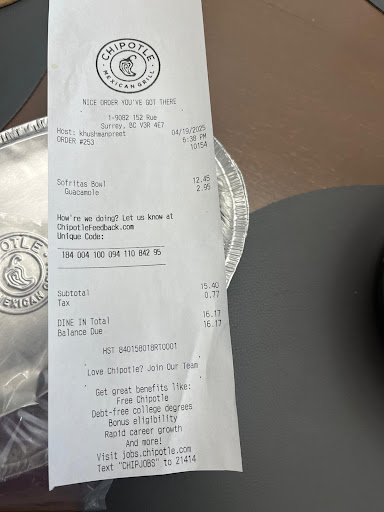 CHIPOTLE
MEXICAN GRILL
NICE ORDER YOU'VE GOT THERE
1-9082 152 Rue
Surrey, BC V3R 4E7
Host: khushmanpreet 04/19/2025
ORDER #253 6:38 PM
10154
Sofritas Bowl 12.45
Guacamole 2.95
How're we doing? Let us know at
ChipotleFeedback.com
Unique Code:
184 004 100 094 110 842 95
Subtotal 15.40
Tax 0.77
DINE IN Total 16.17
Balance Due 16.17
HST 840158018RT0001
Love Chipotle? Join Our Team
Get great benefits like:
Free Chipotle
Debt-free college degrees
Bonus eligibility
Rapid career growth
And more!
Visit jobs.chipotle.com
Text "CHIPJOBS" to 21414
POTLE
MEXICAN